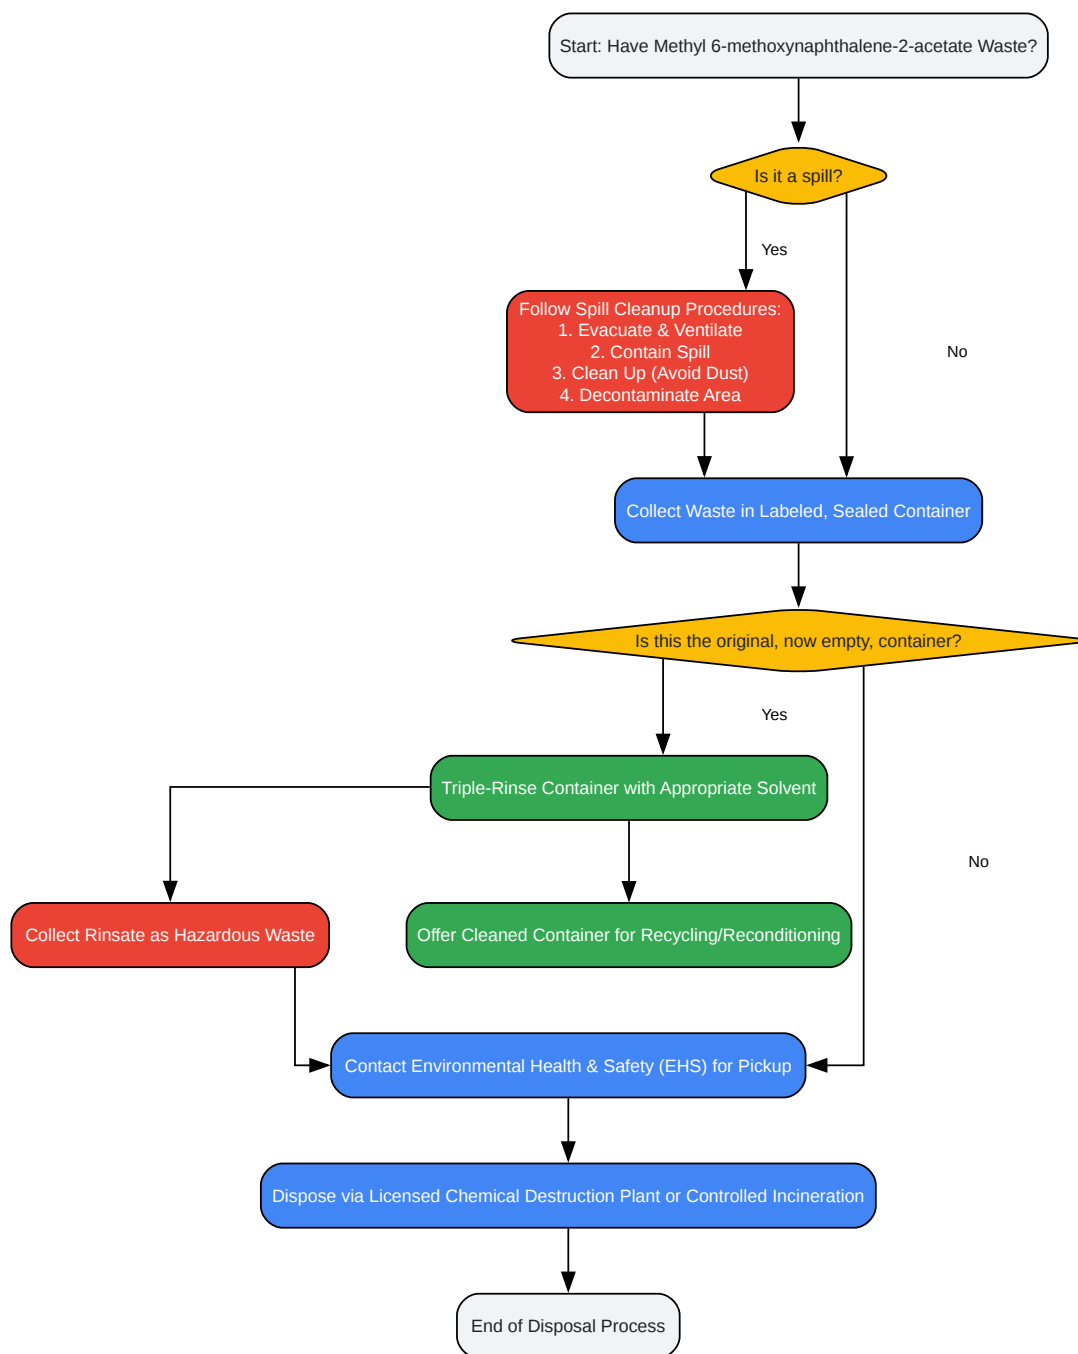 Start: Have Methyl 6-methoxynaphthalene-2-acetate Waste?
Is it a spill?
Yes
Follow Spill Cleanup Procedures:
1. Evacuate & Ventilate
2. Contain Spill
3. Clean Up (Avoid Dust)
4. Decontaminate Area
No
Collect Waste in Labeled, Sealed Container
Is this the original, now empty, container?
Yes
Triple-Rinse Container with Appropriate Solvent
No
Collect Rinsate as Hazardous Waste
Offer Cleaned Container for Recycling/Reconditioning
Contact Environmental Health & Safety (EHS) for Pickup
Dispose via Licensed Chemical Destruction Plant or Controlled Incineration
End of Disposal Process